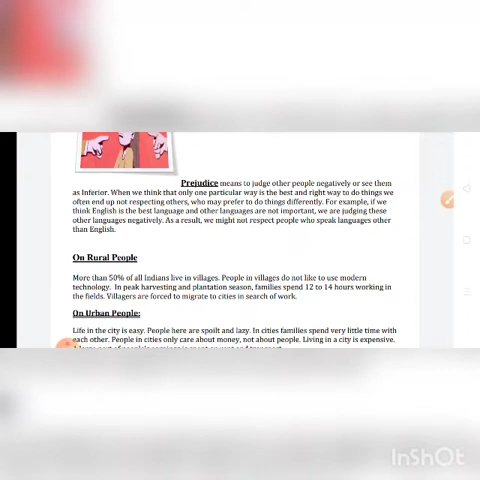 Prejudice means to judge other people negatively or see them
as Inferior. When we think that only one particular way is the best and right way to do things we
often end up not respecting others, who may prefer to do things differently. For example, if we
think English is the best language and other languages are not important, we are judging these
other languages negatively. As a result, we might not respect people who speak languages other
than English.
On Rural People
More than 50% of all Indians live in villages. People in villages do not like to use modern
technology. In peak harvesting and plantation season, families spend 12 to 14 hours working in
the fields. Villagers are forced to migrate to cities in search of work.
On Urban People:
Life in the city is easy. People here are spoilt and lazy. In cities families spend very little time with
each other. People in cities only care about money, not about people. Living in a city is expensive.
InShOt